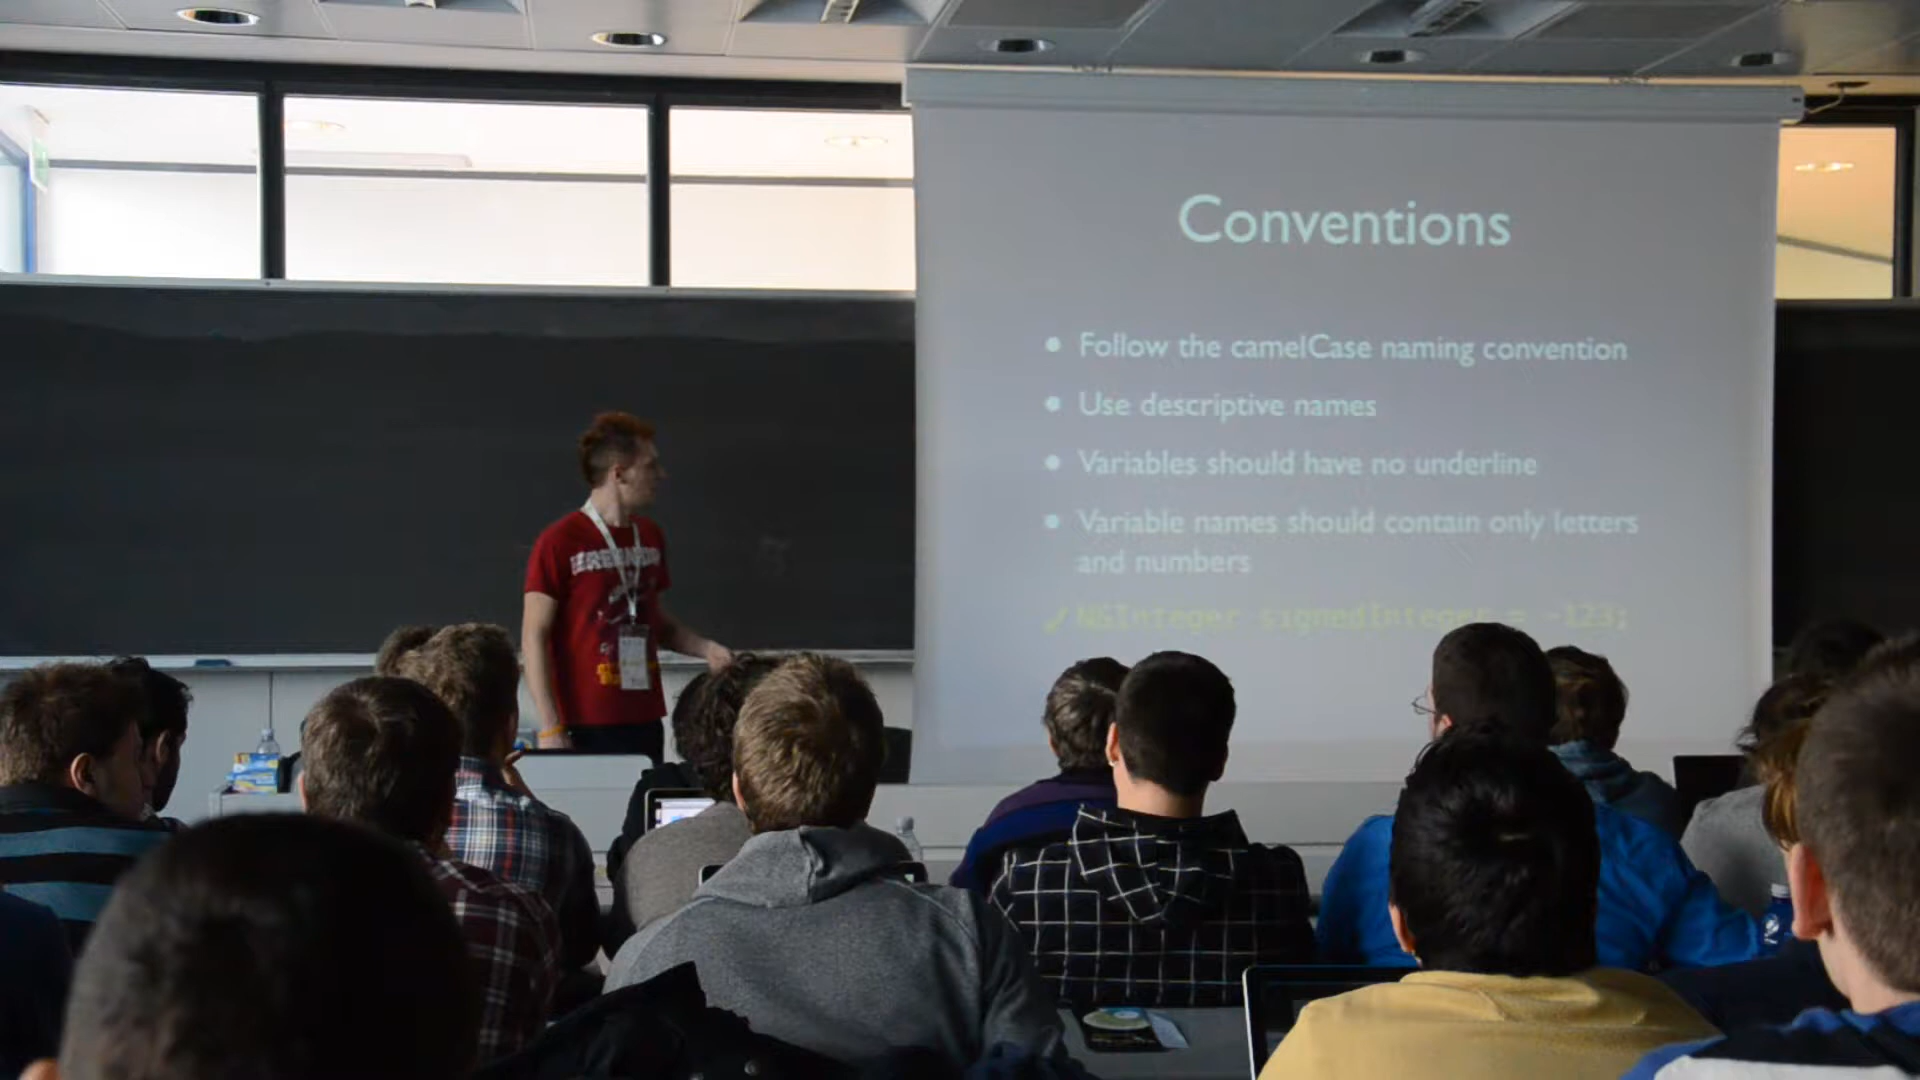 Conventions
• Follow the camelCase naming convention
• Use descriptive names
• Variables should have no underline
• Variable names should contain only letters
and numbers
✓ NSInteger signedInteger = -123;